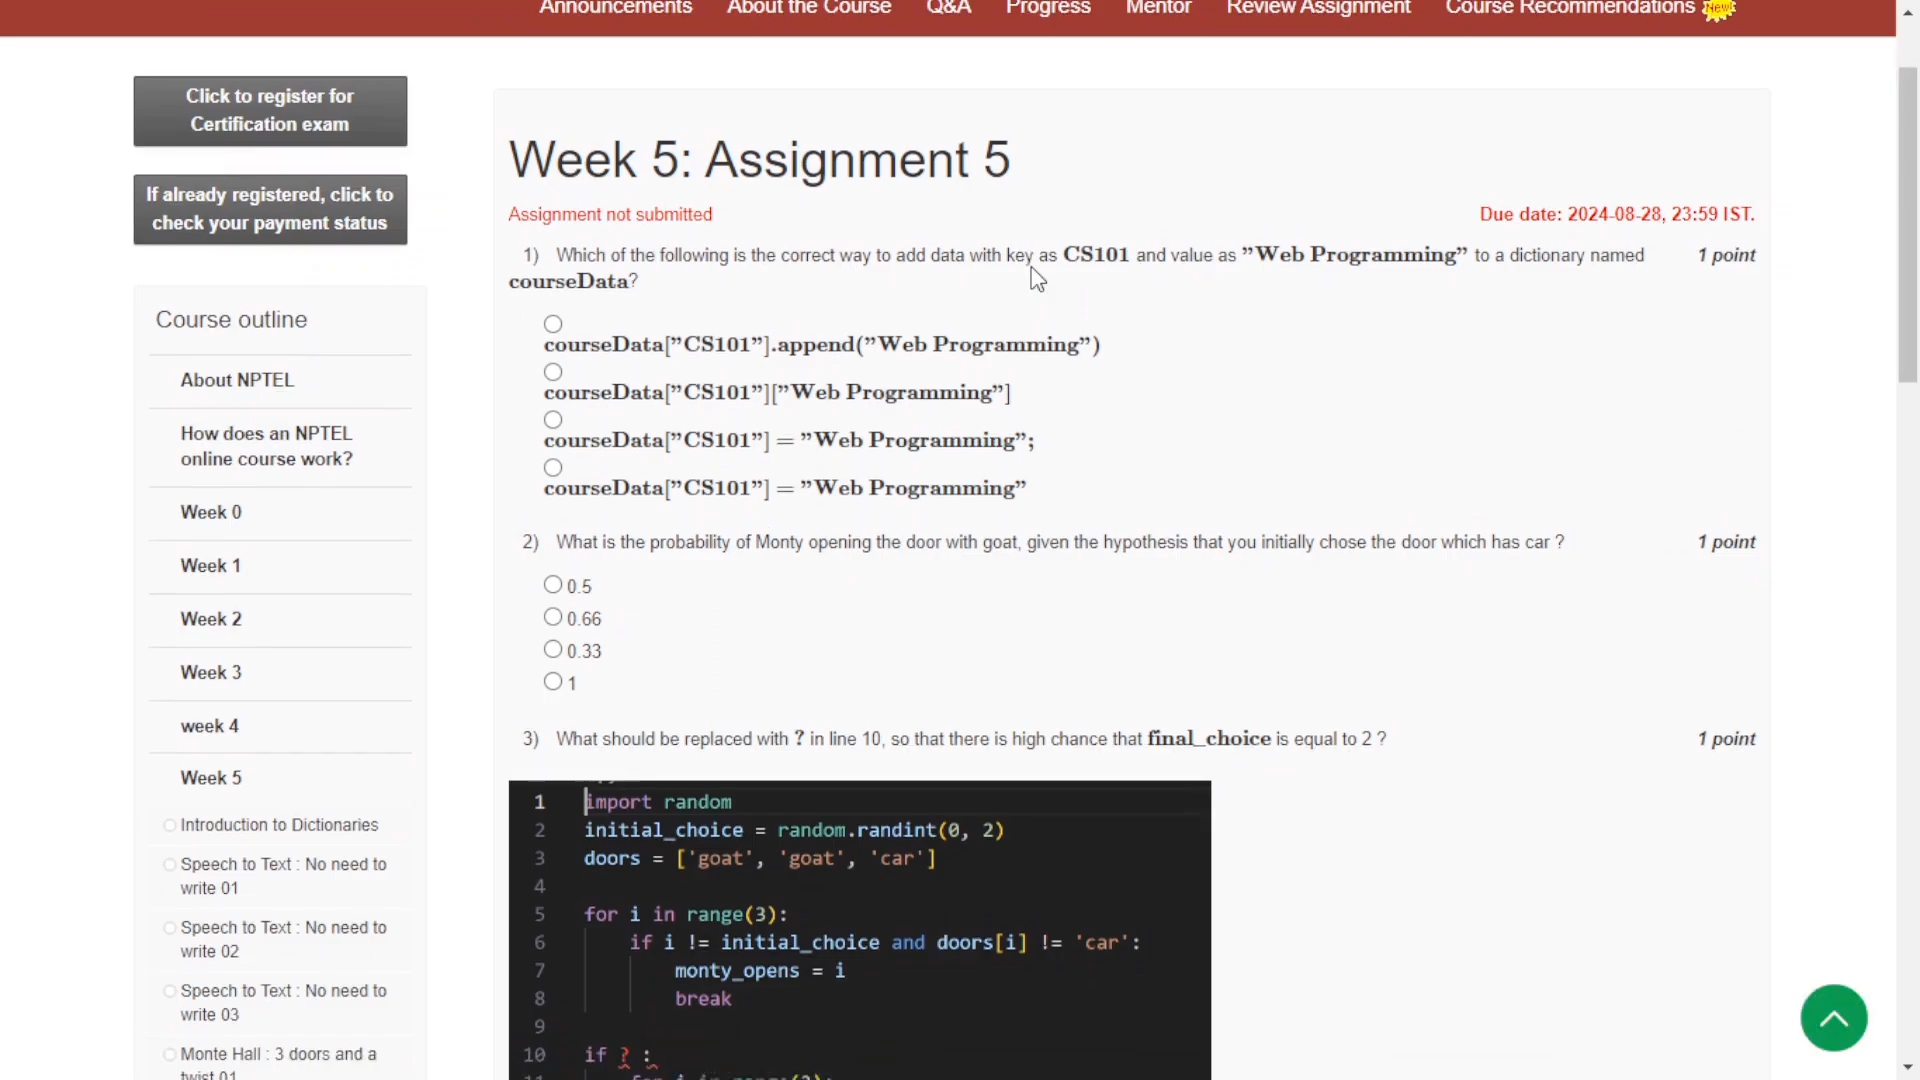 Announcements About the Course Q&A Progress Mentor Review Assignment Course Recommendations New!
Click to register for
Certification exam
If already registered, click to
check your payment status
Course outline
About NPTEL
How does an NPTEL
online course work?
Week 0
Week 1
Week 2
Week 3
week 4
Week 5
Introduction to Dictionaries
Speech to Text : No need to
write 01
Speech to Text : No need to
write 02
Speech to Text : No need to
write 03
Monte Hall : 3 doors and a
twist 01
Week 5: Assignment 5
Assignment not submitted
Due date: 2024-08-28, 23:59 IST.
1) Which of the following is the correct way to add data with key as CS101 and value as ”Web Programming” to a dictionary named 1 point
courseData?
courseData[”CS101”].append(”Web Programming”)
courseData[”CS101”][”Web Programming”]
courseData[”CS101”] = ”Web Programming”;
courseData[”CS101”] = ”Web Programming”
2) What is the probability of Monty opening the door with goat, given the hypothesis that you initially chose the door which has car ? 1 point
0.5
0.66
0.33
1
3) What should be replaced with ? in line 10, so that there is high chance that final_choice is equal to 2 ? 1 point
1 import random
2 initial_choice = random.randint(0, 2)
3 doors = ['goat', 'goat', 'car']
4
5 for i in range(3):
6 if i != initial_choice and doors[i] != 'car':
7 monty_opens = i
8 break
9
10 if ? :